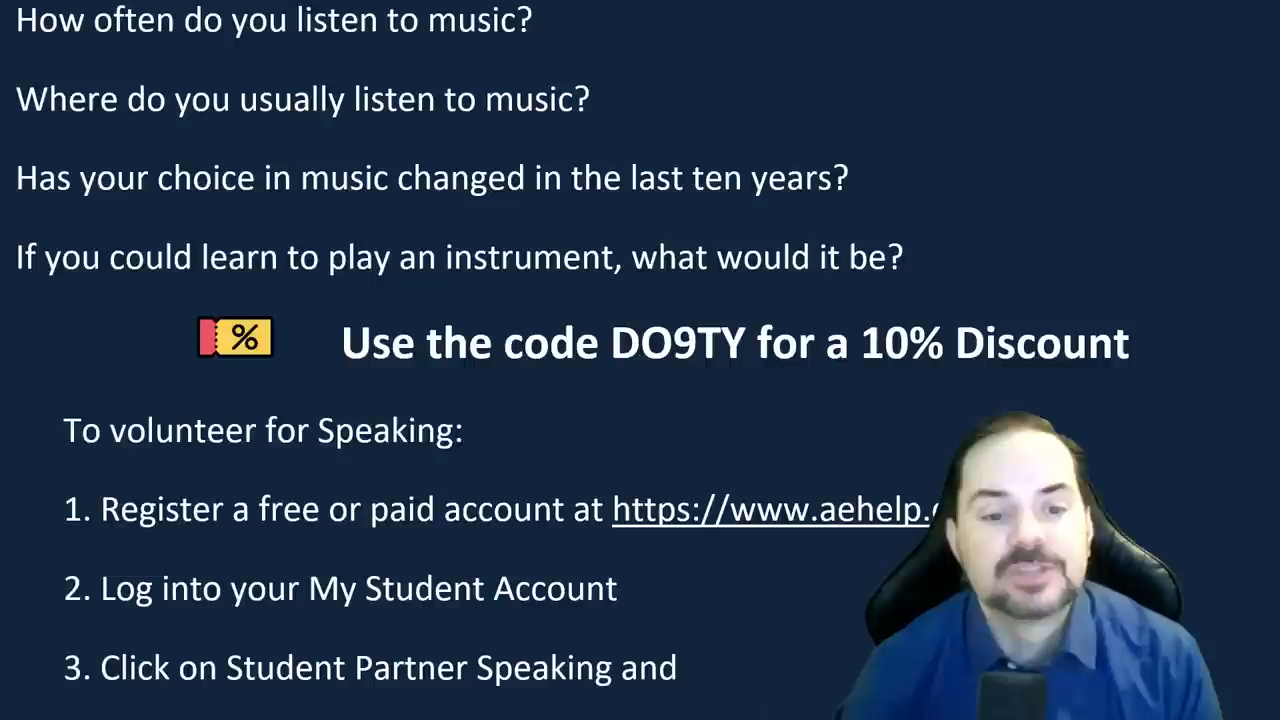 How often do you listen to music?
Where do you usually listen to music?
Has your choice in music changed in the last ten years?
If you could learn to play an instrument, what would it be?
% Use the code DO9TY for a 10% Discount
To volunteer for Speaking:
1. Register a free or paid account at https://www.aehelp.
2. Log into your My Student Account
3. Click on Student Partner Speaking and